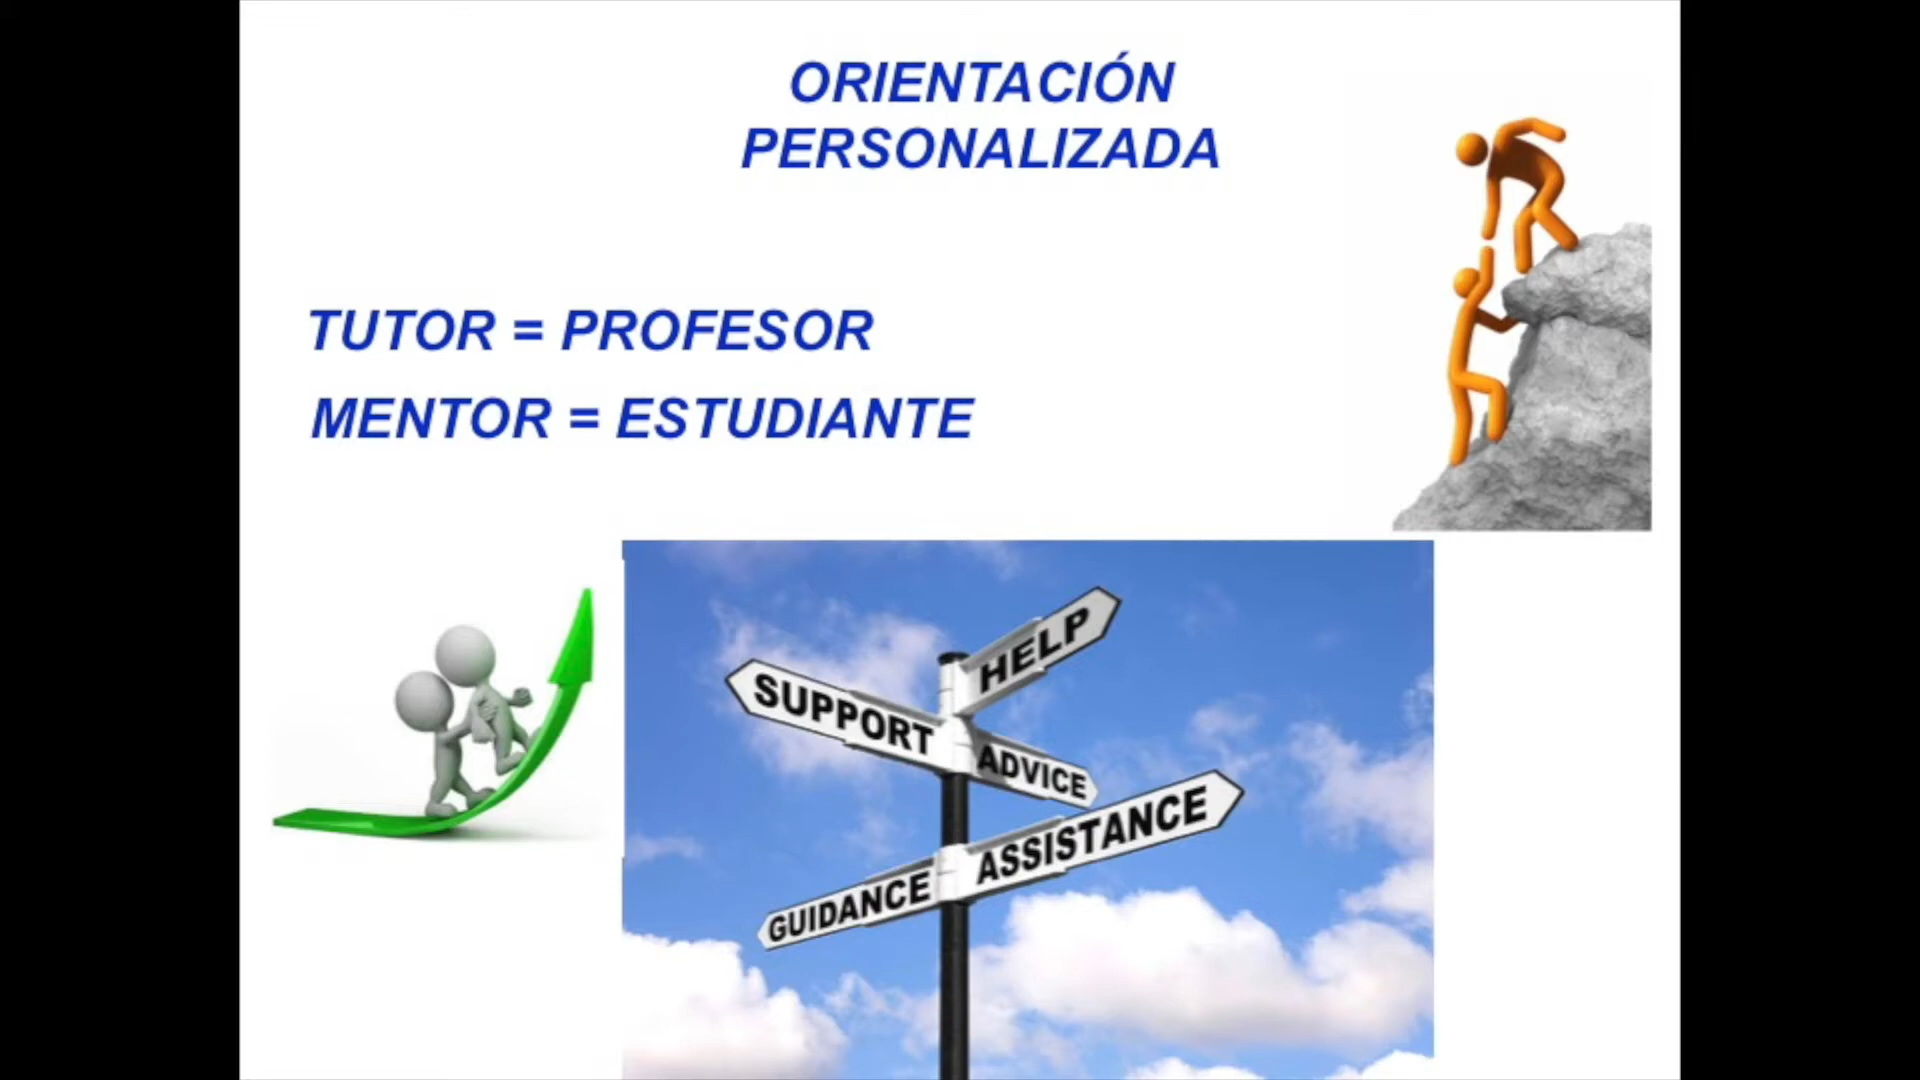 ORIENTACIÓN
PERSONALIZADA
TUTOR = PROFESOR
MENTOR = ESTUDIANTE
HELP
SUPPORT
ADVICE
ASSISTANCE
GUIDANCE